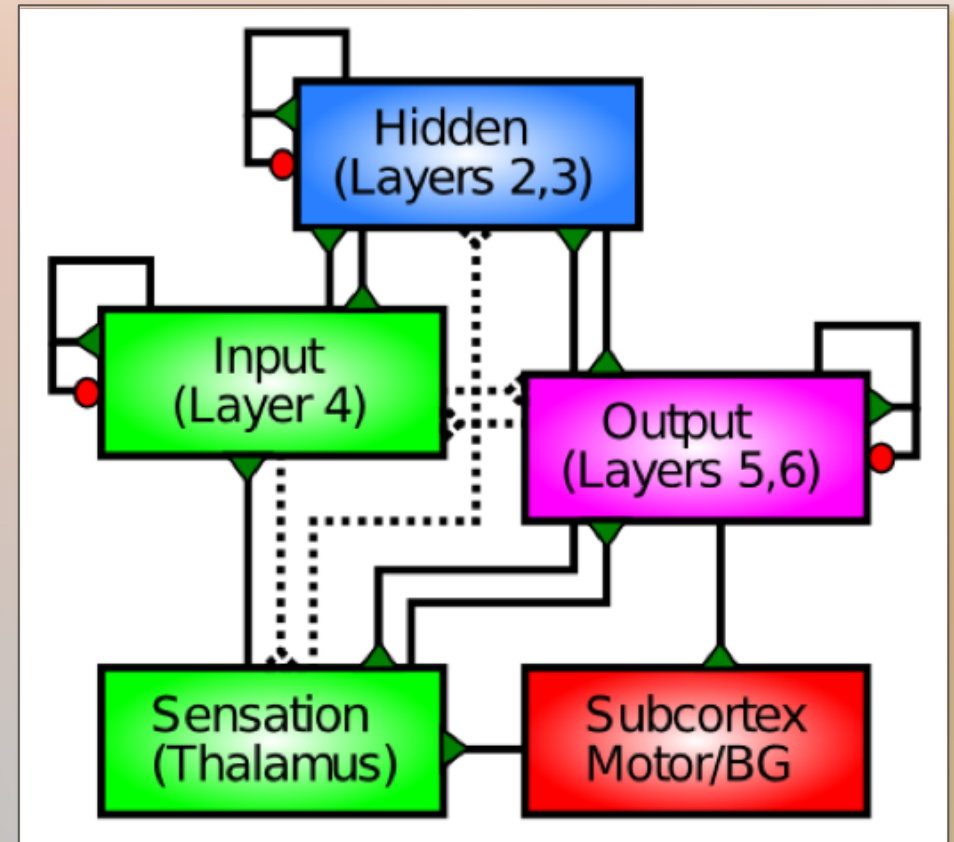 Hidden
(Layers 2,3)
Input
(Layer 4)
Output
(Layers 5,6)
Sensation
(Thalamus)
Subcortex
Motor/BG